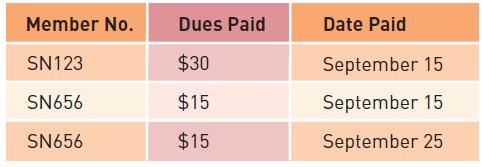 Member No. Dues Paid Date Paid
SN123 $30 September 15
SN656 $15 September 15
SN656 $15 September 25